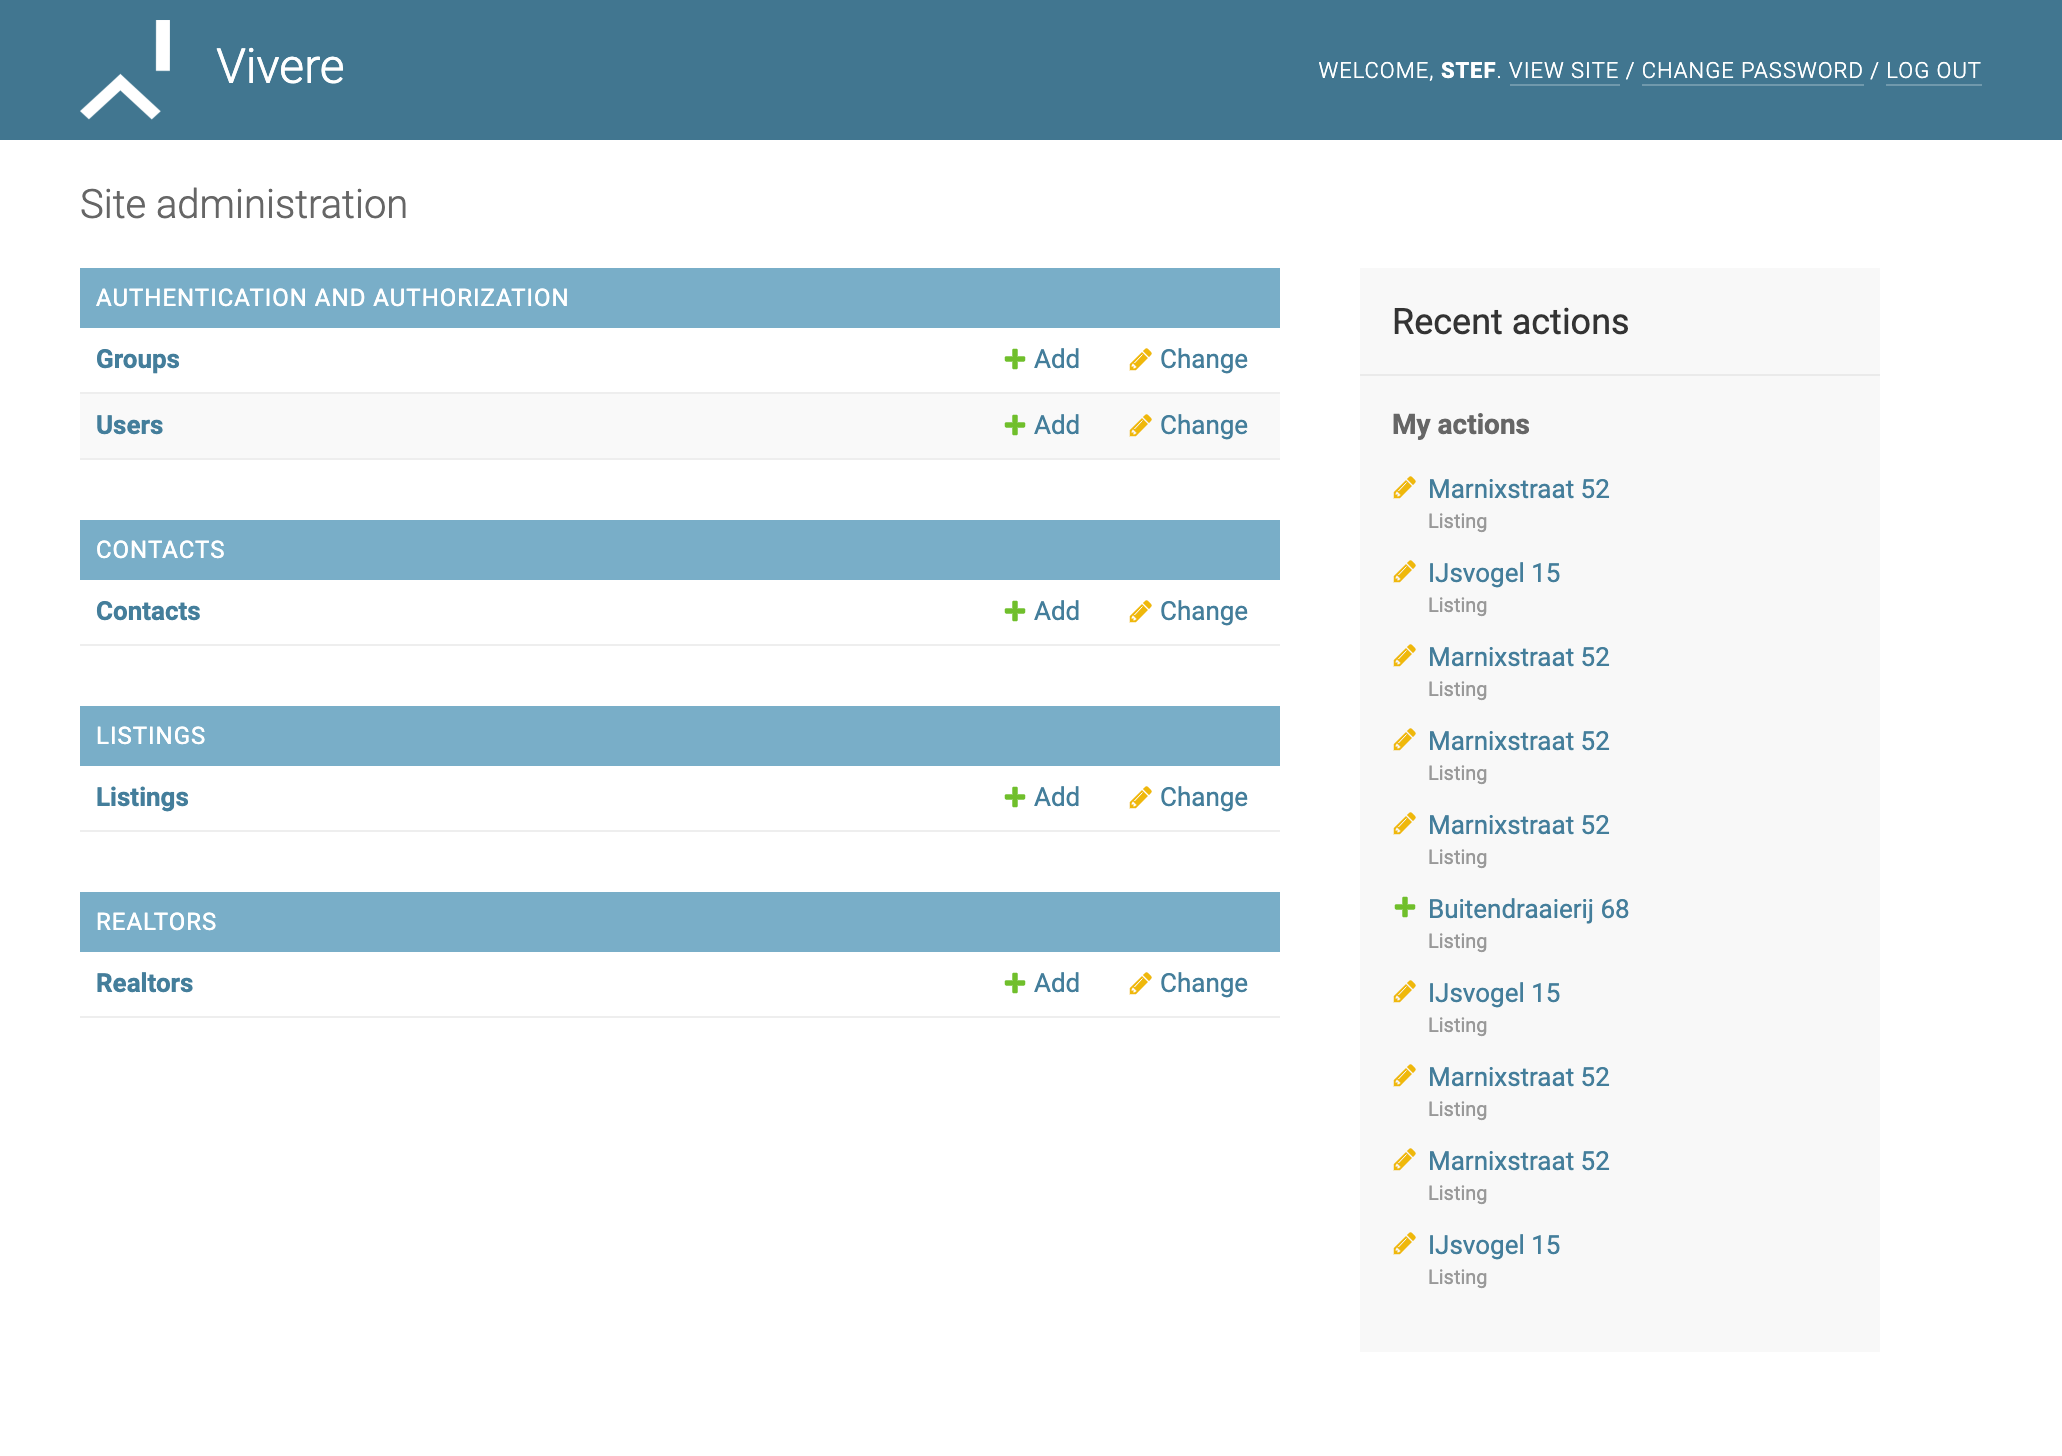 Vivere
WELCOME, STEF. VIEW SITE / CHANGE PASSWORD / LOG OUT
Site administration
AUTHENTICATION AND AUTHORIZATION
Groups Add Change
Users Add Change
CONTACTS
Contacts Add Change
LISTINGS
Listings Add Change
REALTORS
Realtors Add Change
Recent actions
My actions
Marnixstraat 52
Listing
IJsvogel 15
Listing
Marnixstraat 52
Listing
Marnixstraat 52
Listing
Marnixstraat 52
Listing
Buitendraaierij 68
Listing
IJsvogel 15
Listing
Marnixstraat 52
Listing
Marnixstraat 52
Listing
IJsvogel 15
Listing